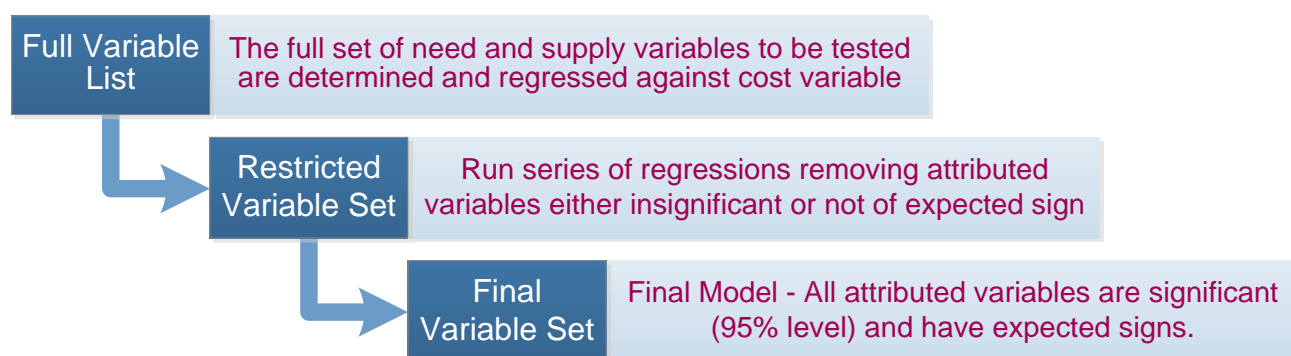 Full Variable
List
The full set of need and supply variables to be tested
are determined and regressed against cost variable
Restricted
Variable Set
Run series of regressions removing attributed
variables either insignificant or not of expected sign
Final
Variable Set
Final Model - All attributed variables are significant
(95% level) and have expected signs.